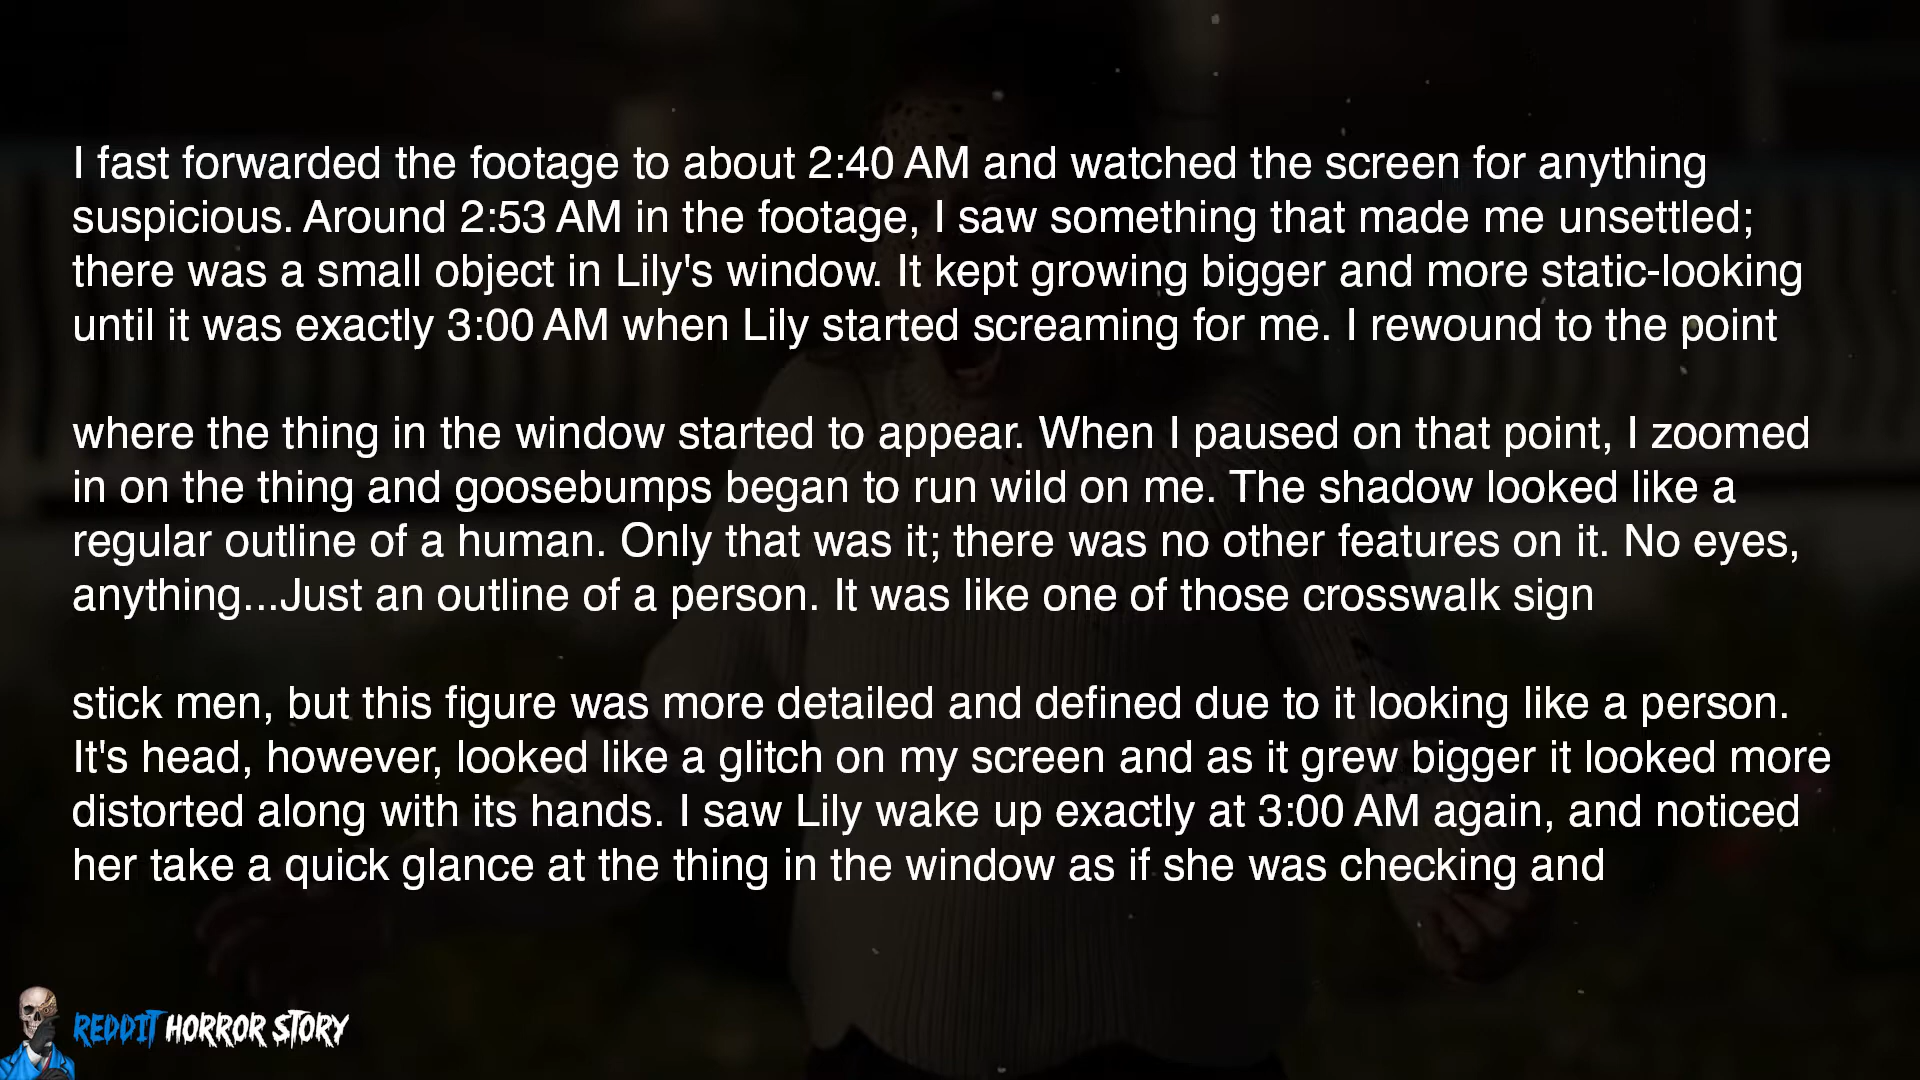 I fast forwarded the footage to about 2:40 AM and watched the screen for anything
suspicious. Around 2:53 AM in the footage, I saw something that made me unsettled;
there was a small object in Lily's window. It kept growing bigger and more static-looking
until it was exactly 3:00 AM when Lily started screaming for me. I rewound to the point
where the thing in the window started to appear. When I paused on that point, I zoomed
in on the thing and goosebumps began to run wild on me. The shadow looked like a
regular outline of a human. Only that was it; there was no other features on it. No eyes,
anything...Just an outline of a person. It was like one of those crosswalk sign
stick men, but this figure was more detailed and defined due to it looking like a person.
It's head, however, looked like a glitch on my screen and as it grew bigger it looked more
distorted along with its hands. I saw Lily wake up exactly at 3:00 AM again, and noticed
her take a quick glance at the thing in the window as if she was checking and
REDDIT HORROR STORY